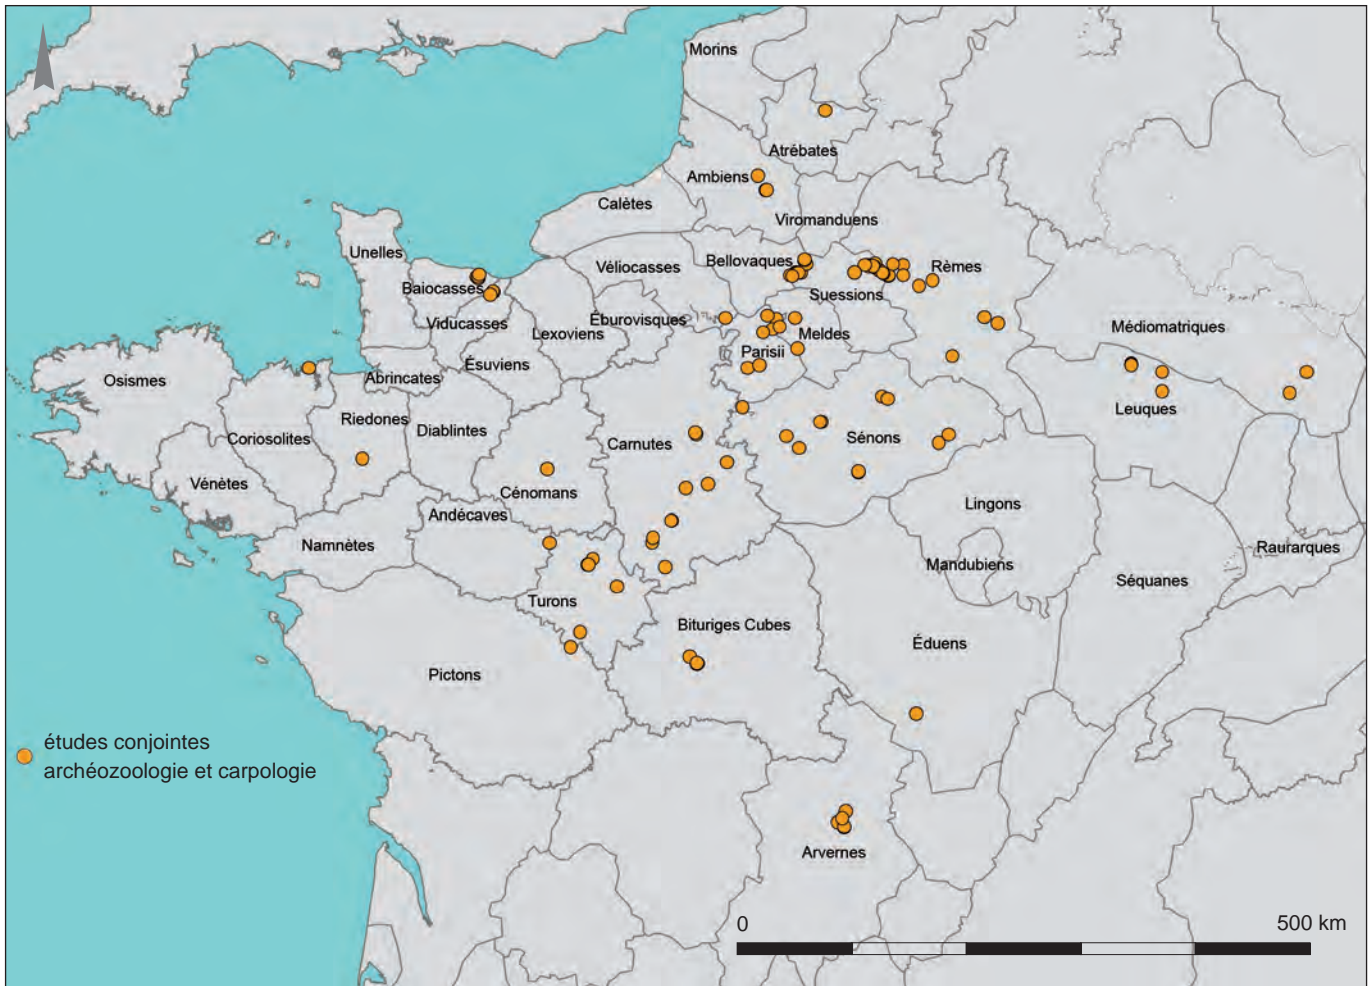 Morins
Atrébates
Ambiens
Calètes
Viromanduens
Unelles
Véliocasses
Bellovaques
Rèmes
Baiocasses
Suessions
Viducasses
Lexoviens
Éburovisques
Meldes
Médiomatriques
Parisii
Ésuviens
Osismes
Abrincates
Leuques
Riedones
Diablintes
Coriosolites
Carnutes
Sénons
Vénètes
Cénomans
Lingons
Andécaves
Namnètes
Raurarques
Mandubiens
Séquanes
Turons
Bituriges Cubes
Éduens
Pictons
études conjointes
archéozoologie et carpologie
Arvernes
0 500 km